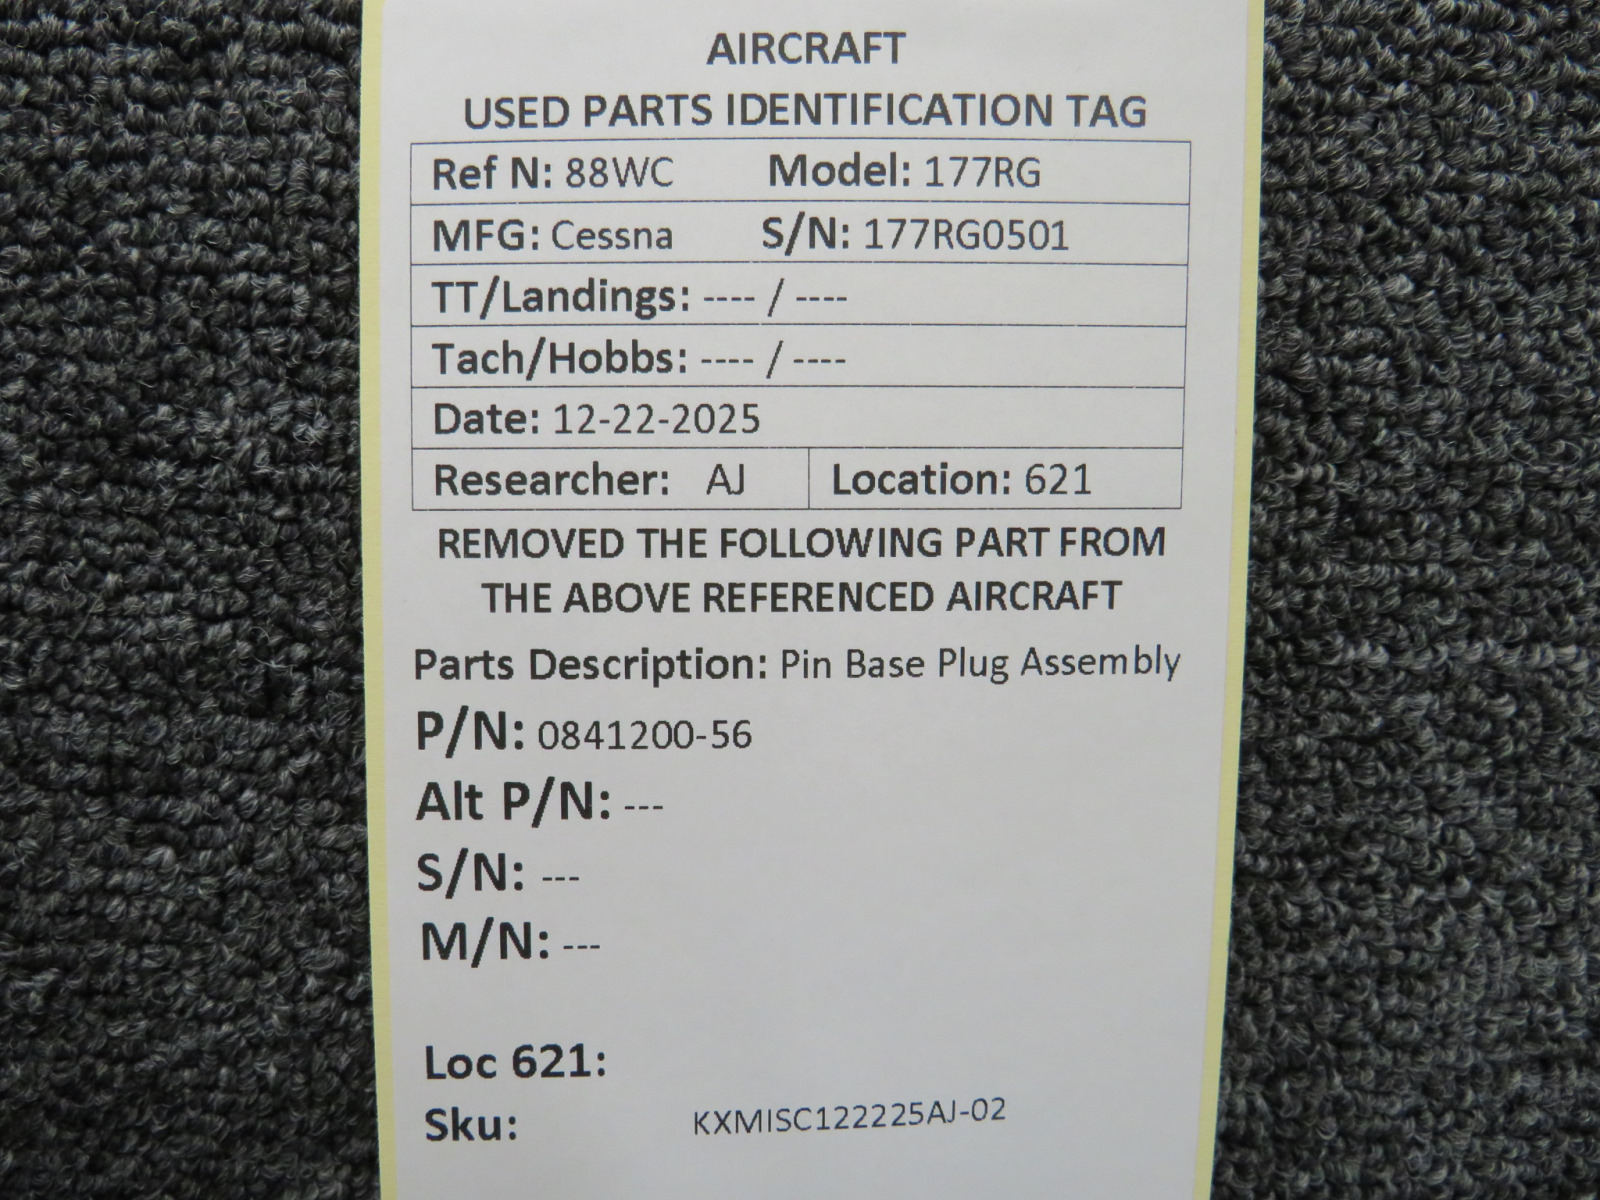 AIRCRAFT
USED PARTS IDENTIFICATION TAG
Ref N: 88WC Model: 177RG
MFG: Cessna S/N: 177RG0501
TT/Landings: ---- / ----
Tach/Hobbs: ---- / ----
Date: 12-22-2025
Researcher: AJ Location: 621
REMOVED THE FOLLOWING PART FROM
THE ABOVE REFERENCED AIRCRAFT
Parts Description: Pin Base Plug Assembly
P/N: 0841200-56
Alt P/N: ---
S/N: ---
M/N: ---
Loc 621:
Sku: KXMISC122225AJ-02